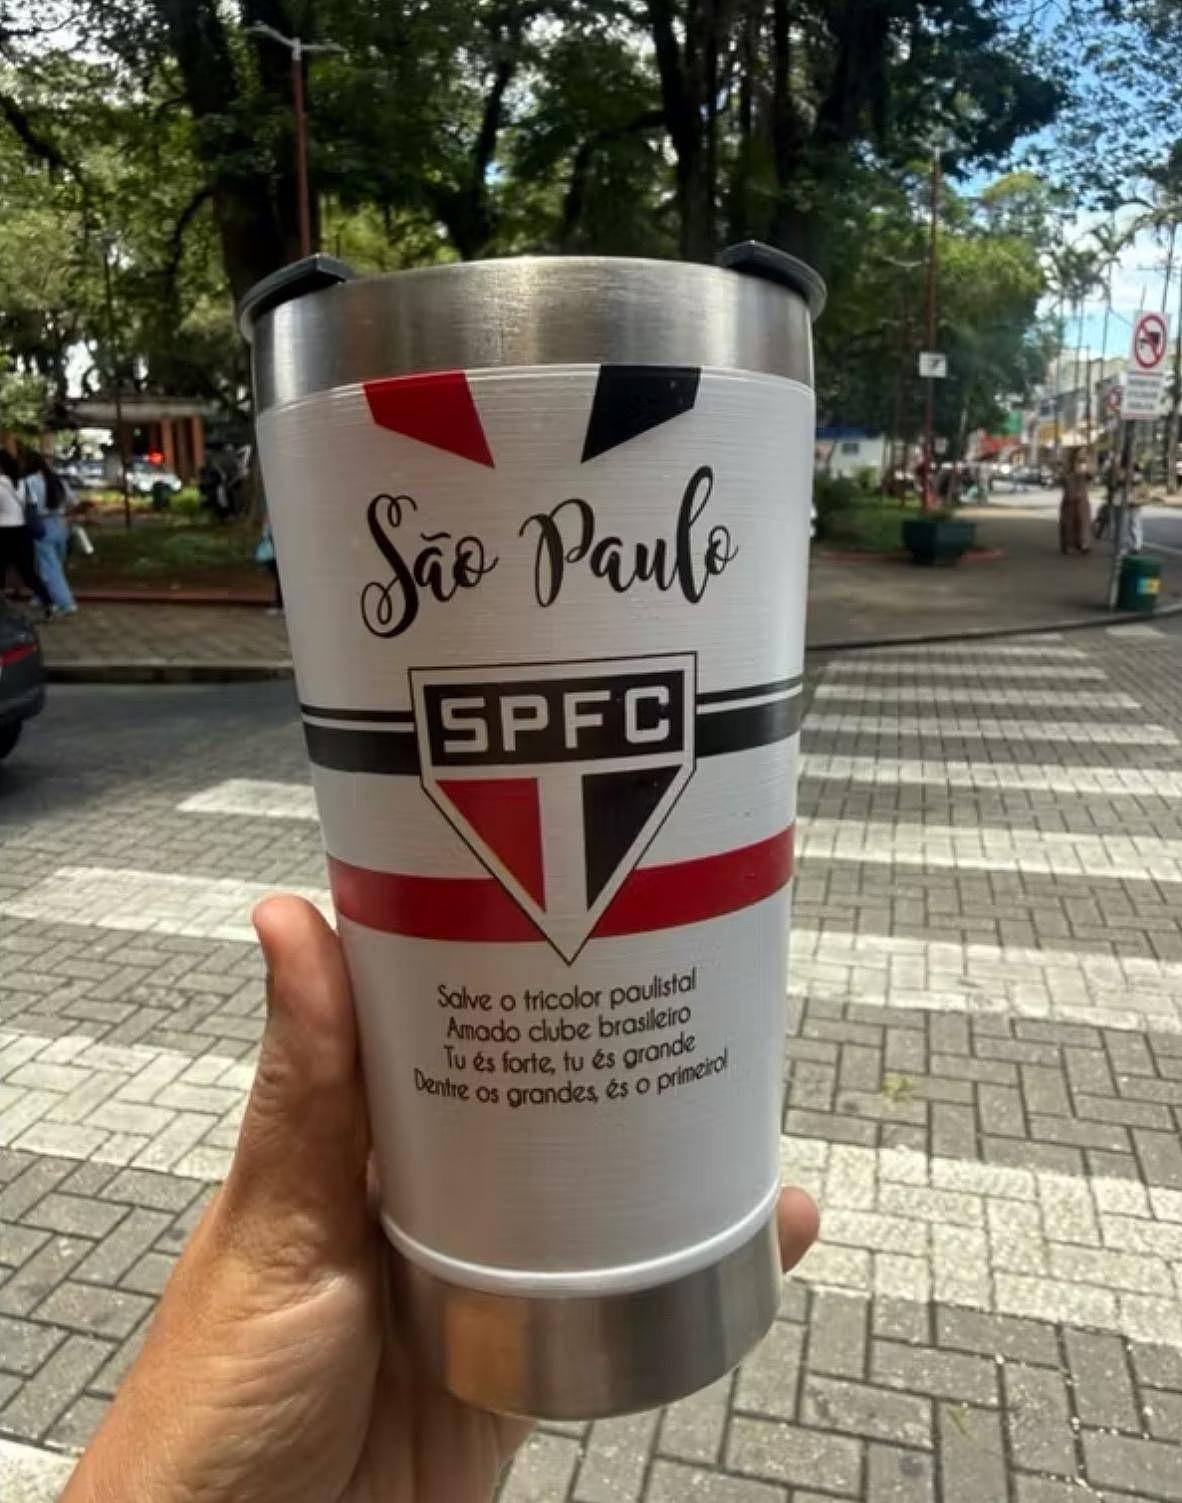 São Paulo
SPFC
Salve o tricolor paulista!
Amado clube brasileiro
Tu és forte, tu és grande
Dentre os grandes, és o primeiro!